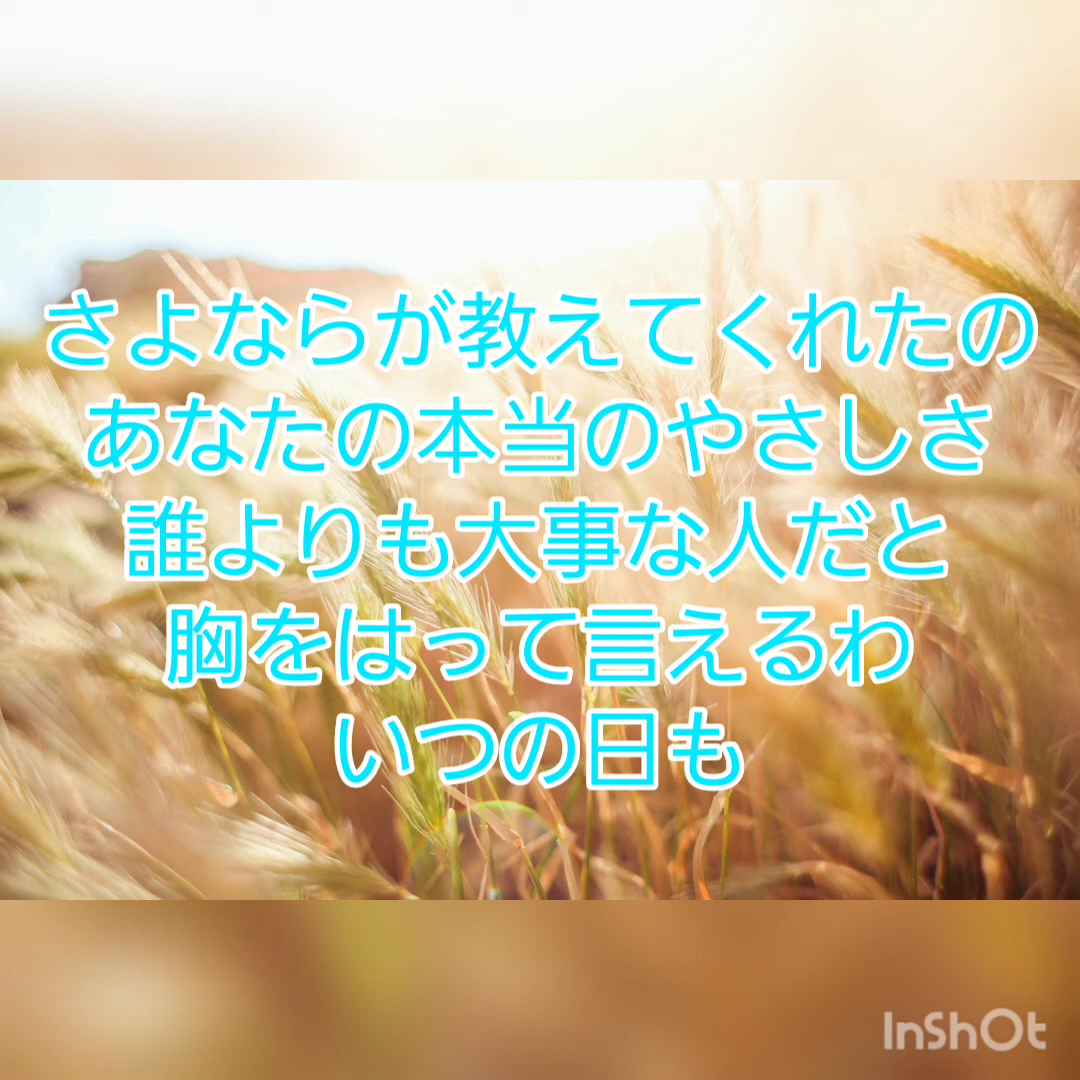 さよならが教えてくれたの
あなたの本当のやさしさ
誰よりも大事な人だと
胸をはって言えるわ
いつの日も
InShOt